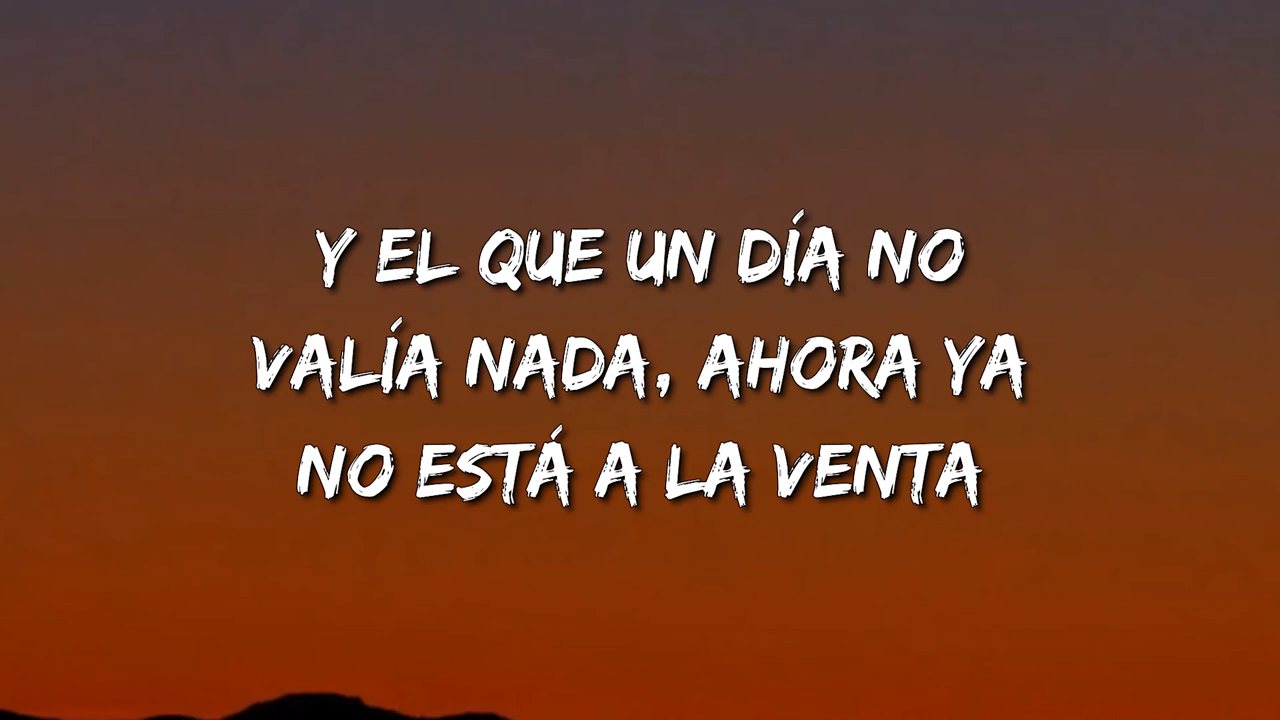 Y EL QUE UN DÍA NO
VALÍA NADA, AHORA YA
NO ESTÁ A LA VENTA